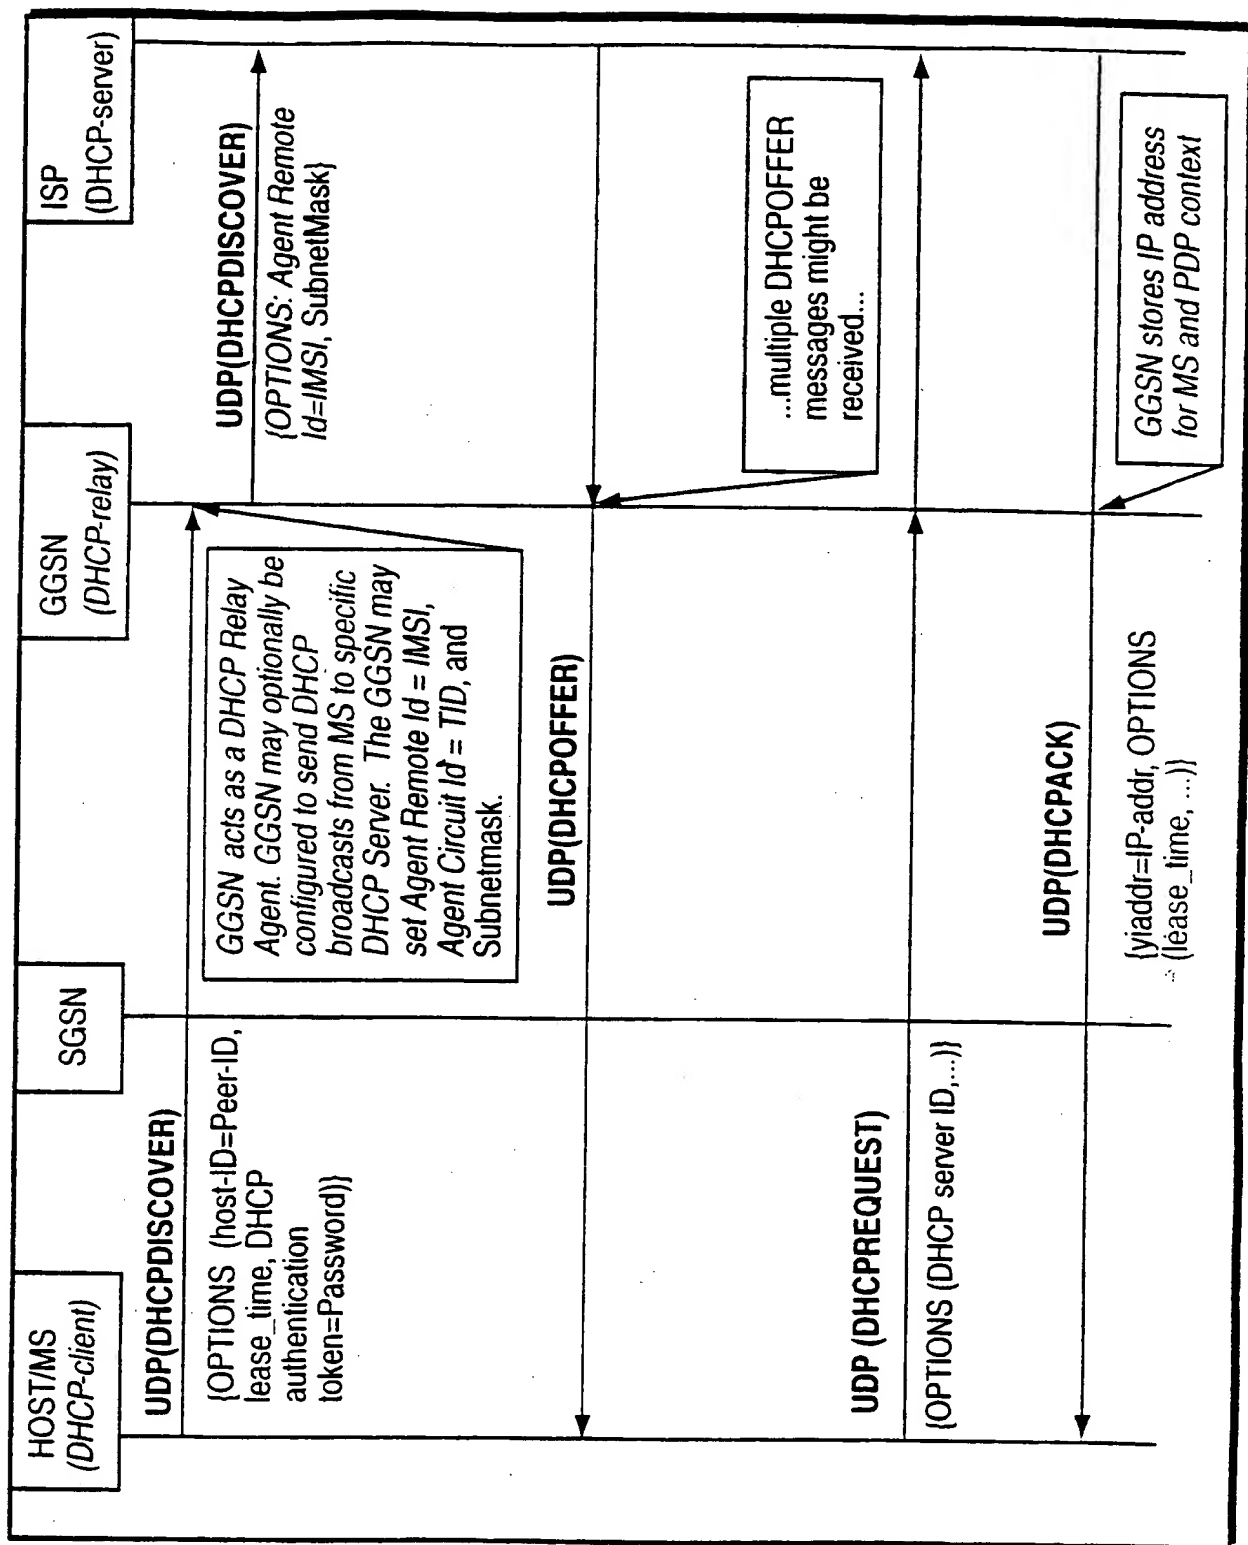 HOST/MS
(DHCP-client)
SGSN
GGSN
(DHCP-relay)
ISP
(DHCP-server)
UDP(DHCPDISCOVER)
{OPTIONS (host-ID=Peer-ID,
lease_time, DHCP
authentication
token=Password)}
GGSN acts as a DHCP Relay
Agent. GGSN may optionally be
configured to send DHCP
broadcasts from MS to specific
DHCP Server. The GGSN may
set Agent Remote Id = IMSI,
Agent Circuit Id = TID, and
Subnetmask.
UDP(DHCPDISCOVER)
{OPTIONS: Agent Remote
Id=IMSI, SubnetMask}
UDP(DHCPOFFER)
...multiple DHCPOFFER
messages might be
received...
UDP (DHCPREQUEST)
{OPTIONS (DHCP server ID,...)}
UDP(DHCPACK)
{yiaddr=IP-addr, OPTIONS
(lease_time, ...)}
GGSN stores IP address
for MS and PDP context